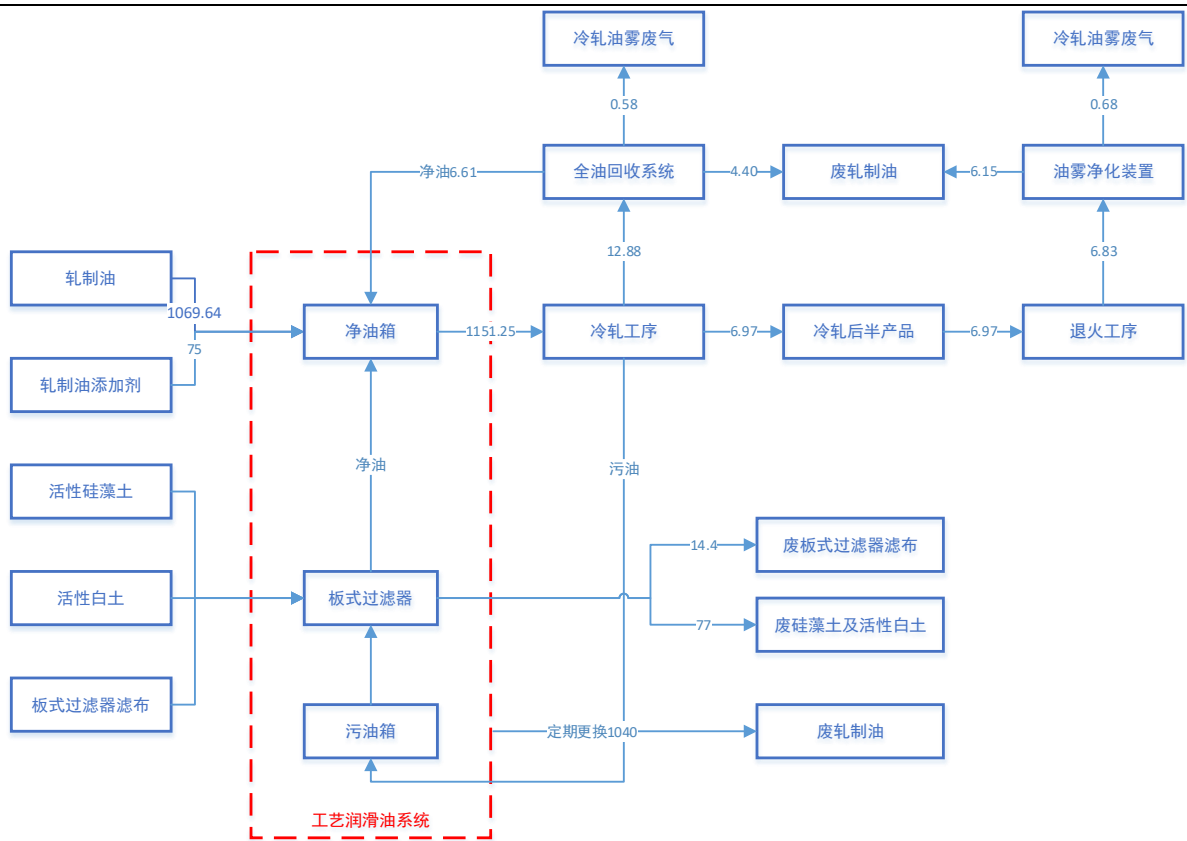 冷轧油雾废气
冷轧油雾废气
0.58
0.68
净油6.61
全油回收系统
4.40
废轧制油
6.15
油雾净化装置
12.88
6.83
轧制油
1069.64
净油箱
1151.25
冷轧工序
6.97
冷轧后半产品
6.97
退火工序
75
轧制油添加剂
净油
污油
活性硅藻土
14.4
废板式过滤器滤布
活性白土
板式过滤器
77
废硅藻土及活性白土
板式过滤器滤布
污油箱
定期更换1040
废轧制油
工艺润滑油系统